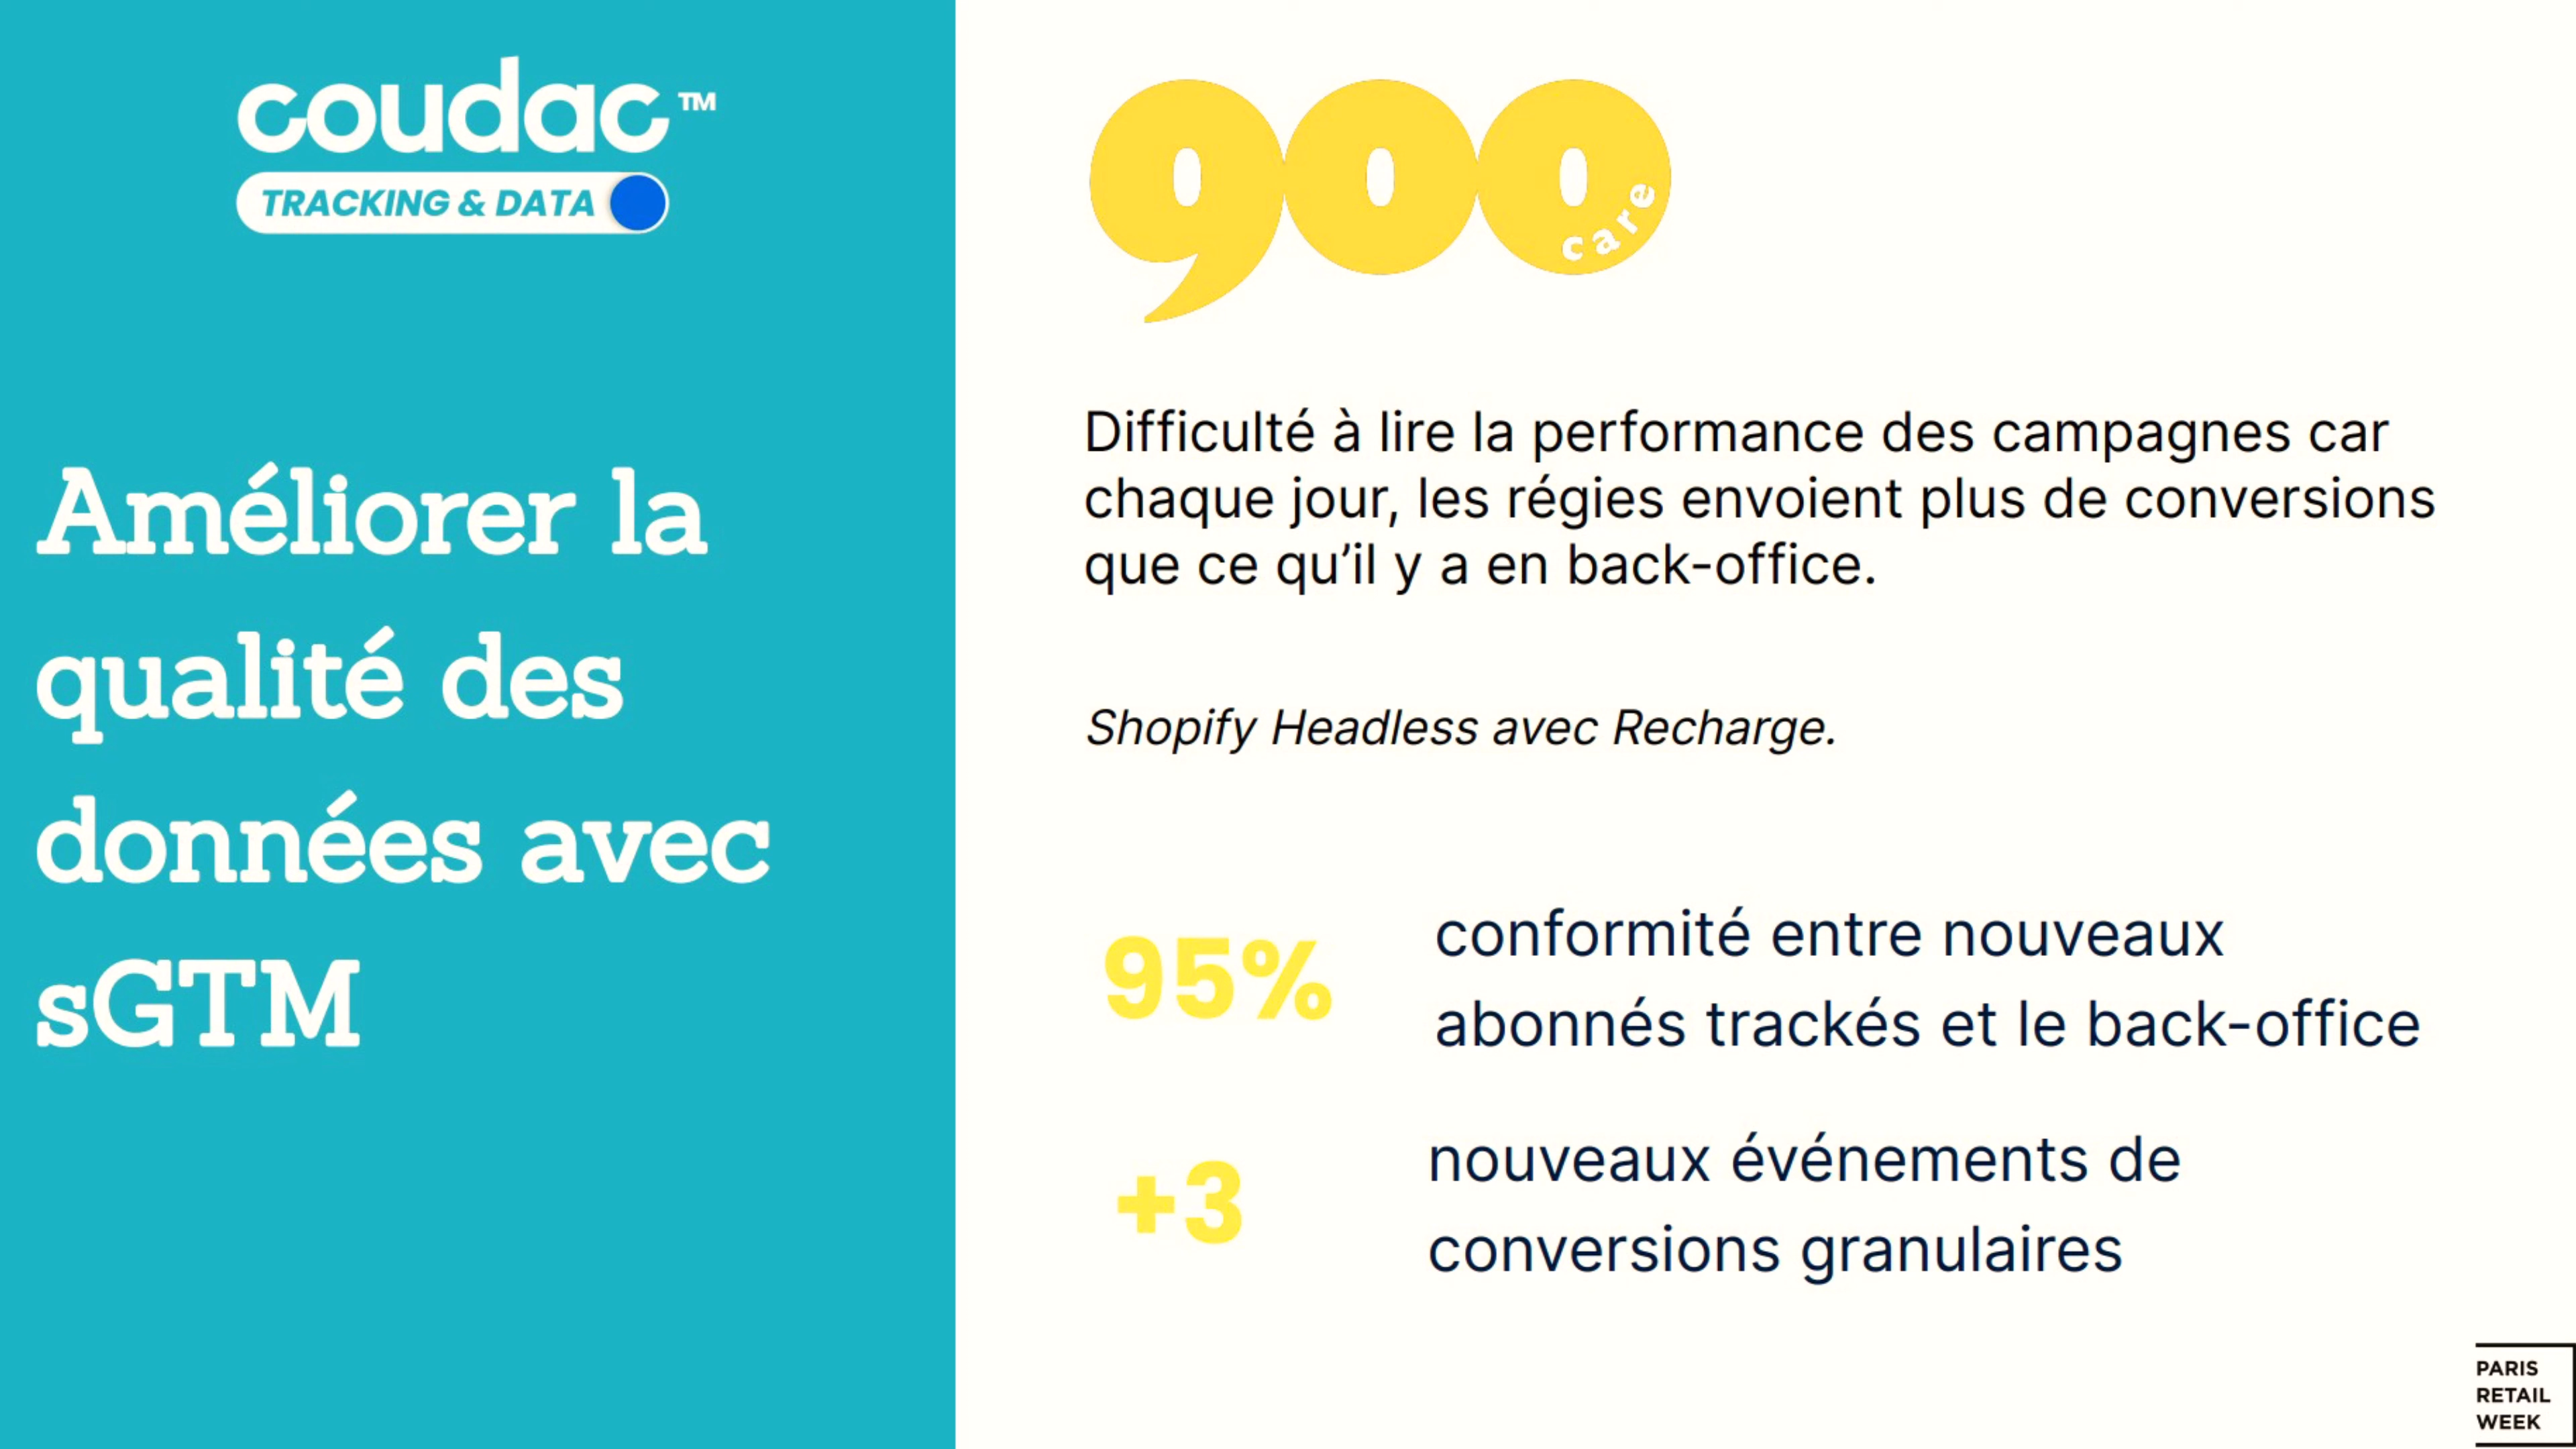 coudac™
TRACKING & DATA
Améliorer la
qualité des
données avec
sGTM
900
care
Difficulté à lire la performance des campagnes car
chaque jour, les régies envoient plus de conversions
que ce qu’il y a en back-office.
Shopify Headless avec Recharge.
95%
conformité entre nouveaux
abonnés trackés et le back-office
+3
nouveaux événements de
conversions granulaires
PARIS
RETAIL
WEEK